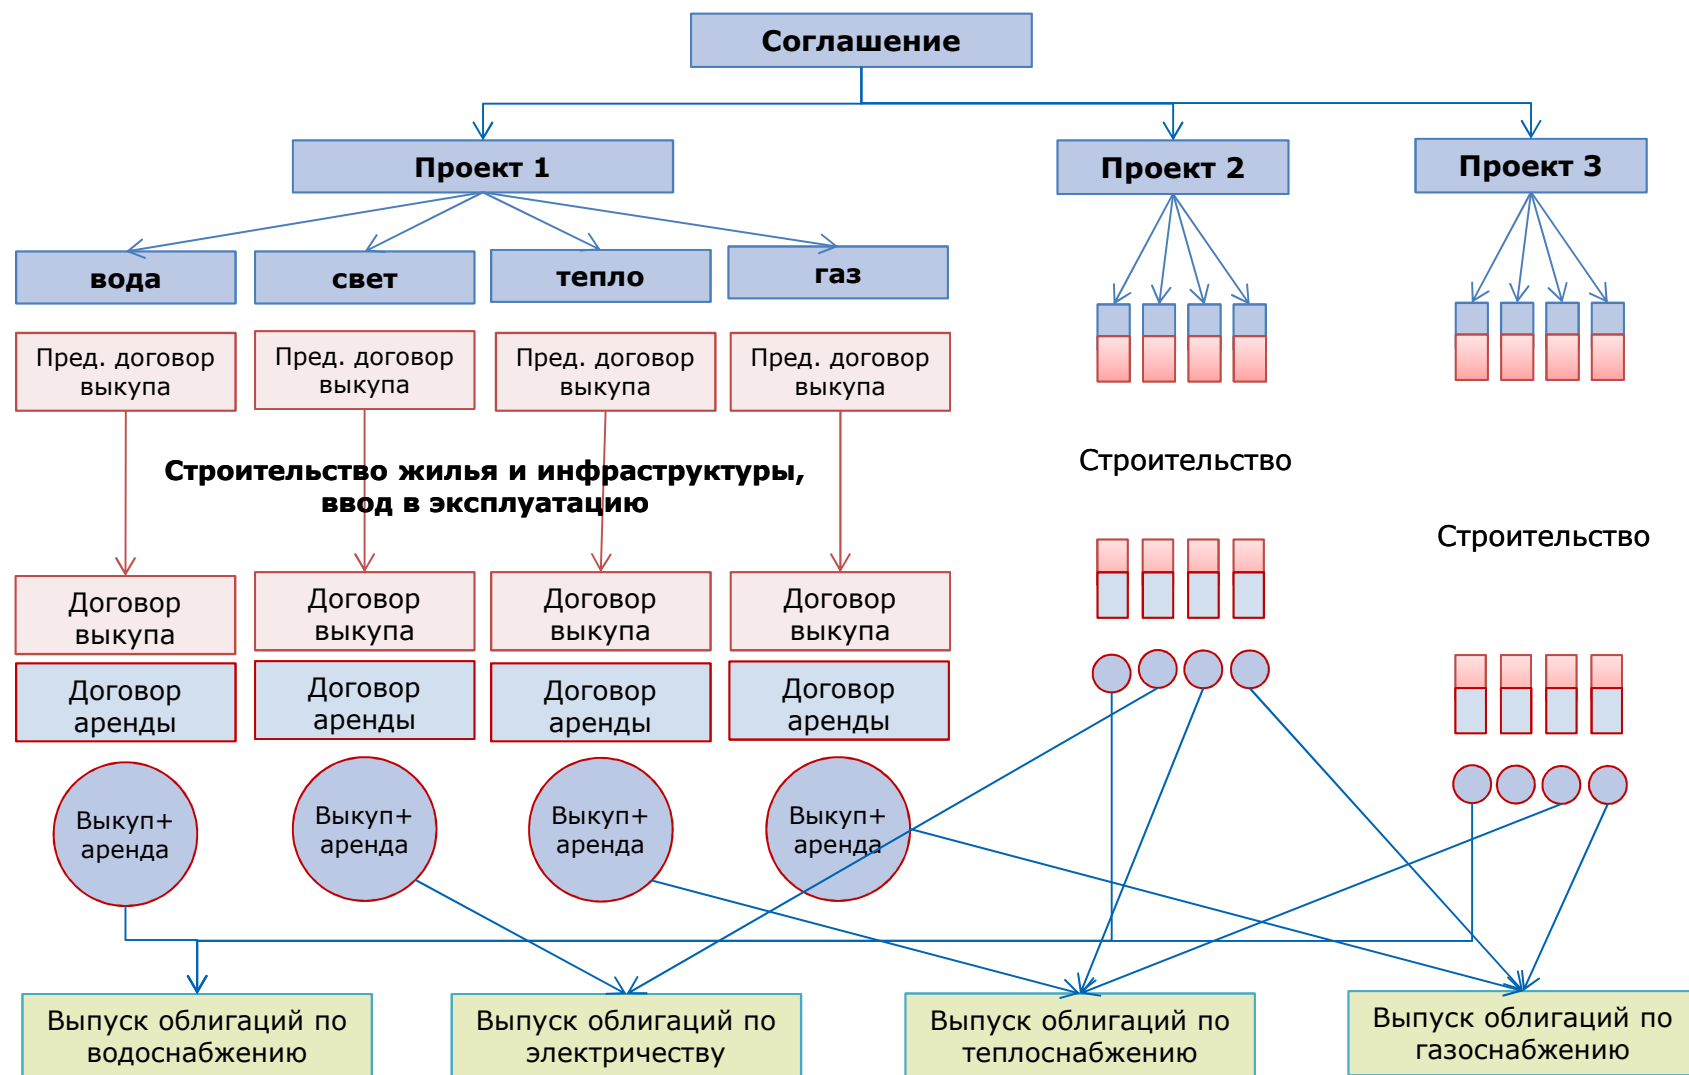 Соглашение
Проект 1
Проект 2
Проект 3
вода
свет
тепло
газ
Пред. договор
выкупа
Пред. договор
выкупа
Пред. договор
выкупа
Пред. договор
выкупа
Строительство жилья и инфраструктуры,
ввод в эксплуатацию
Строительство
Строительство
Договор
выкупа
Договор
выкупа
Договор
выкупа
Договор
выкупа
Договор
аренды
Договор
аренды
Договор
аренды
Договор
аренды
Выкуп+
аренда
Выкуп+
аренда
Выкуп+
аренда
Выкуп+
аренда
Выпуск облигаций по
водоснабжению
Выпуск облигаций по
электричеству
Выпуск облигаций по
теплоснабжению
Выпуск облигаций по
газоснабжению